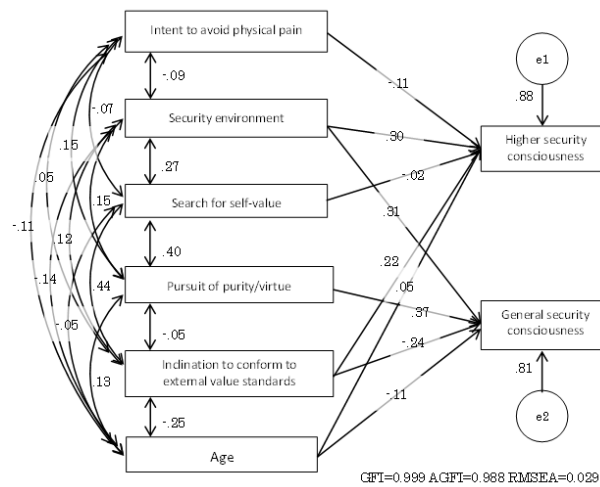 Intent to avoid physical pain
e1
-.09
.88
-.11
-.07
Security environment
.30
Higher security
consciousness
.15
.27
.05
-.02
.15
Search for self-value
.31
-.11
.12
.40
.22
-.14
.44
Pursuit of purity/virtue
.05
.37
General security
consciousness
-.05
-.05
-.24
.13
Inclination to conform to
external value standards
.81
-.11
-.25
e2
Age
GFI=0.999 AGFI=0.988 RMSEA=0.029